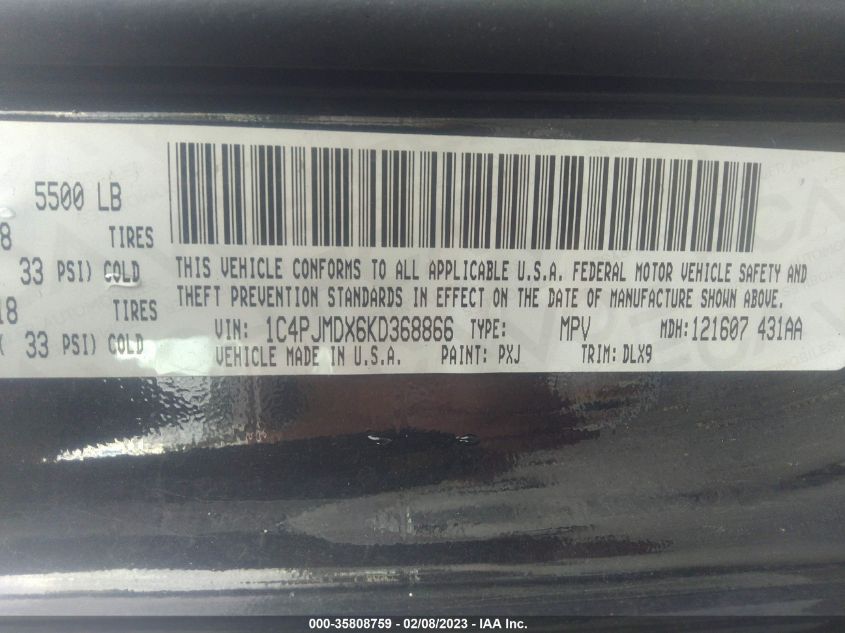 5500 LB
8 TIRES
33 PSI) COLD
THIS VEHICLE CONFORMS TO ALL APPLICABLE U.S.A. FEDERAL MOTOR VEHICLE SAFETY AND
18 TIRES
THEFT PREVENTION STANDARDS IN EFFECT ON THE DATE OF MANUFACTURE SHOWN ABOVE.
( 33 PSI) COLD
VIN: 1C4PJMDX6KD368866 TYPE: MPV MDH: 121607 431AA
VEHICLE MADE IN U.S.A. PAINT: PXJ TRIM: DLX9
000-35808759 - 02/08/2023 - IAA Inc.